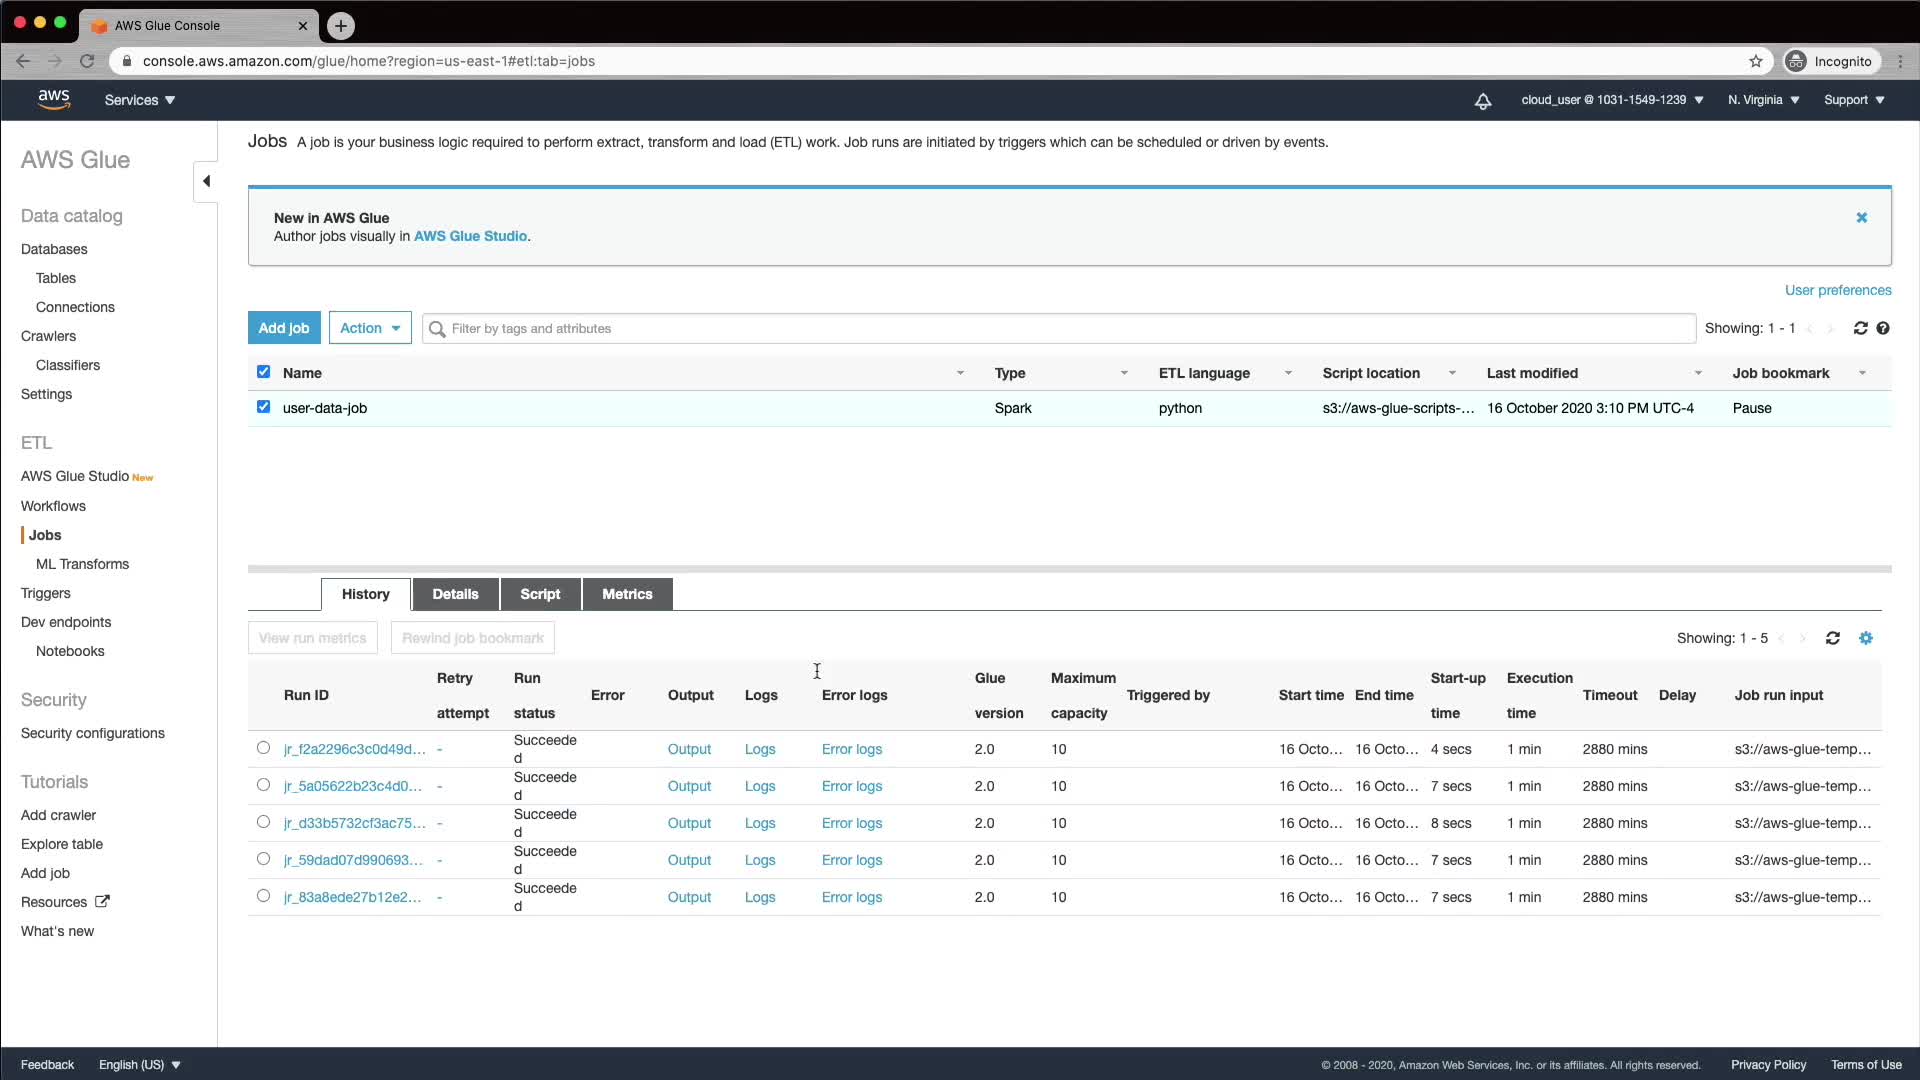 AWS Glue Console
console.aws.amazon.com/glue/home?region=us-east-1#etl:tab=jobs
Incognito
aws
Services
cloud_user @ 1031-1549-1239
N. Virginia
Support
AWS Glue
Data catalog
Databases
Tables
Connections
Crawlers
Classifiers
Settings
ETL
AWS Glue Studio New
Workflows
Jobs
ML Transforms
Triggers
Dev endpoints
Notebooks
Security
Security configurations
Tutorials
Add crawler
Explore table
Add job
Resources
What's new
Jobs A job is your business logic required to perform extract, transform and load (ETL) work. Job runs are initiated by triggers which can be scheduled or driven by events.
New in AWS Glue
Author jobs visually in AWS Glue Studio.
User preferences
Add job
Action
Filter by tags and attributes
Showing: 1 - 1
Name Type ETL language Script location Last modified Job bookmark
user-data-job Spark python s3://aws-glue-scripts-... 16 October 2020 3:10 PM UTC-4 Pause
History Details Script Metrics
View run metrics
Rewind job bookmark
Showing: 1 - 5
Run ID Retry attempt Run status Error Output Logs Error logs Glue version Maximum capacity Triggered by Start time End time Start-up time Execution time Timeout Delay Job run input
jr_f2a2296c3c0d49d... - Succeeded Output Logs Error logs 2.0 10 16 Octo... 16 Octo... 4 secs 1 min 2880 mins s3://aws-glue-temp...
jr_5a05622b23c4d0... - Succeeded Output Logs Error logs 2.0 10 16 Octo... 16 Octo... 7 secs 1 min 2880 mins s3://aws-glue-temp...
jr_d33b5732cf3ac75... - Succeeded Output Logs Error logs 2.0 10 16 Octo... 16 Octo... 8 secs 1 min 2880 mins s3://aws-glue-temp...
jr_59dad07d990693... - Succeeded Output Logs Error logs 2.0 10 16 Octo... 16 Octo... 7 secs 1 min 2880 mins s3://aws-glue-temp...
jr_83a8ede27b12e2... - Succeeded Output Logs Error logs 2.0 10 16 Octo... 16 Octo... 7 secs 1 min 2880 mins s3://aws-glue-temp...
Feedback
English (US)
© 2008 - 2020, Amazon Web Services, Inc. or its affiliates. All rights reserved.
Privacy Policy
Terms of Use